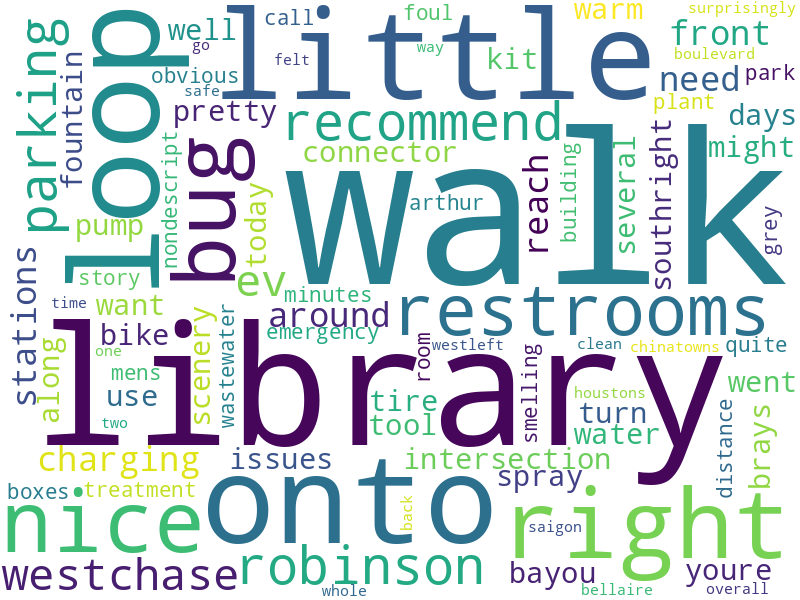 surprisingly
foul
call
warm
little
well
go
way
front
loop
felt
boulevard
parking
obvious
kit
need
park
fountain
safe
plant
pretty
recommend
days
bug
connector
might
nondescript
walk
reach
building
several
southright
today
arthur
grey
pump
story
ev
minutes
stations
time
want
around
restrooms
bike
scenery
emergency
library
room
westleft
clean
chinatowns
quite
one
along
mens
wastewater
smelling
houstons
went
use
tire
turn
two
tool
water
distance
brays
charging
issues
intersection
onto
spray
right
boxes
treatment
nice
back
saigon
robinson
westchase
bayou
youre
whole
bellaire
overall